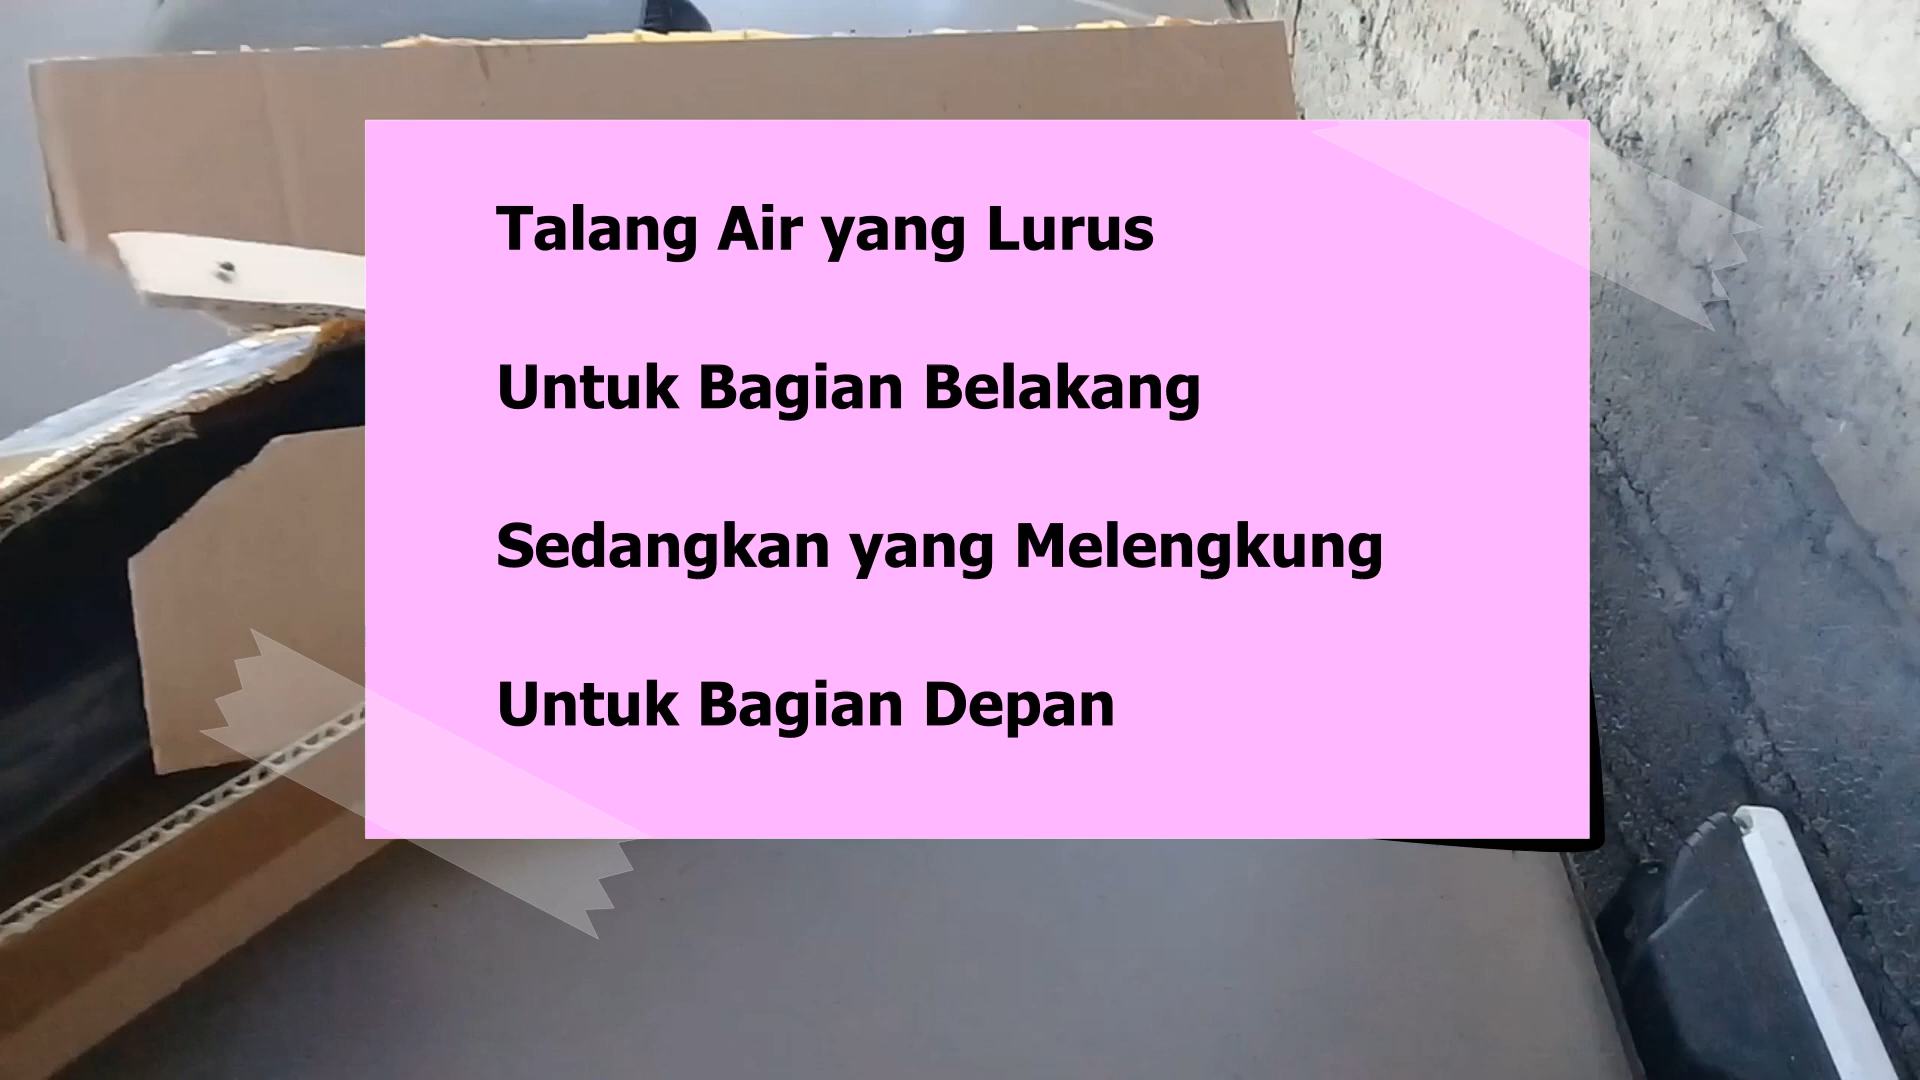 Talang Air yang Lurus
Untuk Bagian Belakang
Sedangkan yang Melengkung
Untuk Bagian Depan